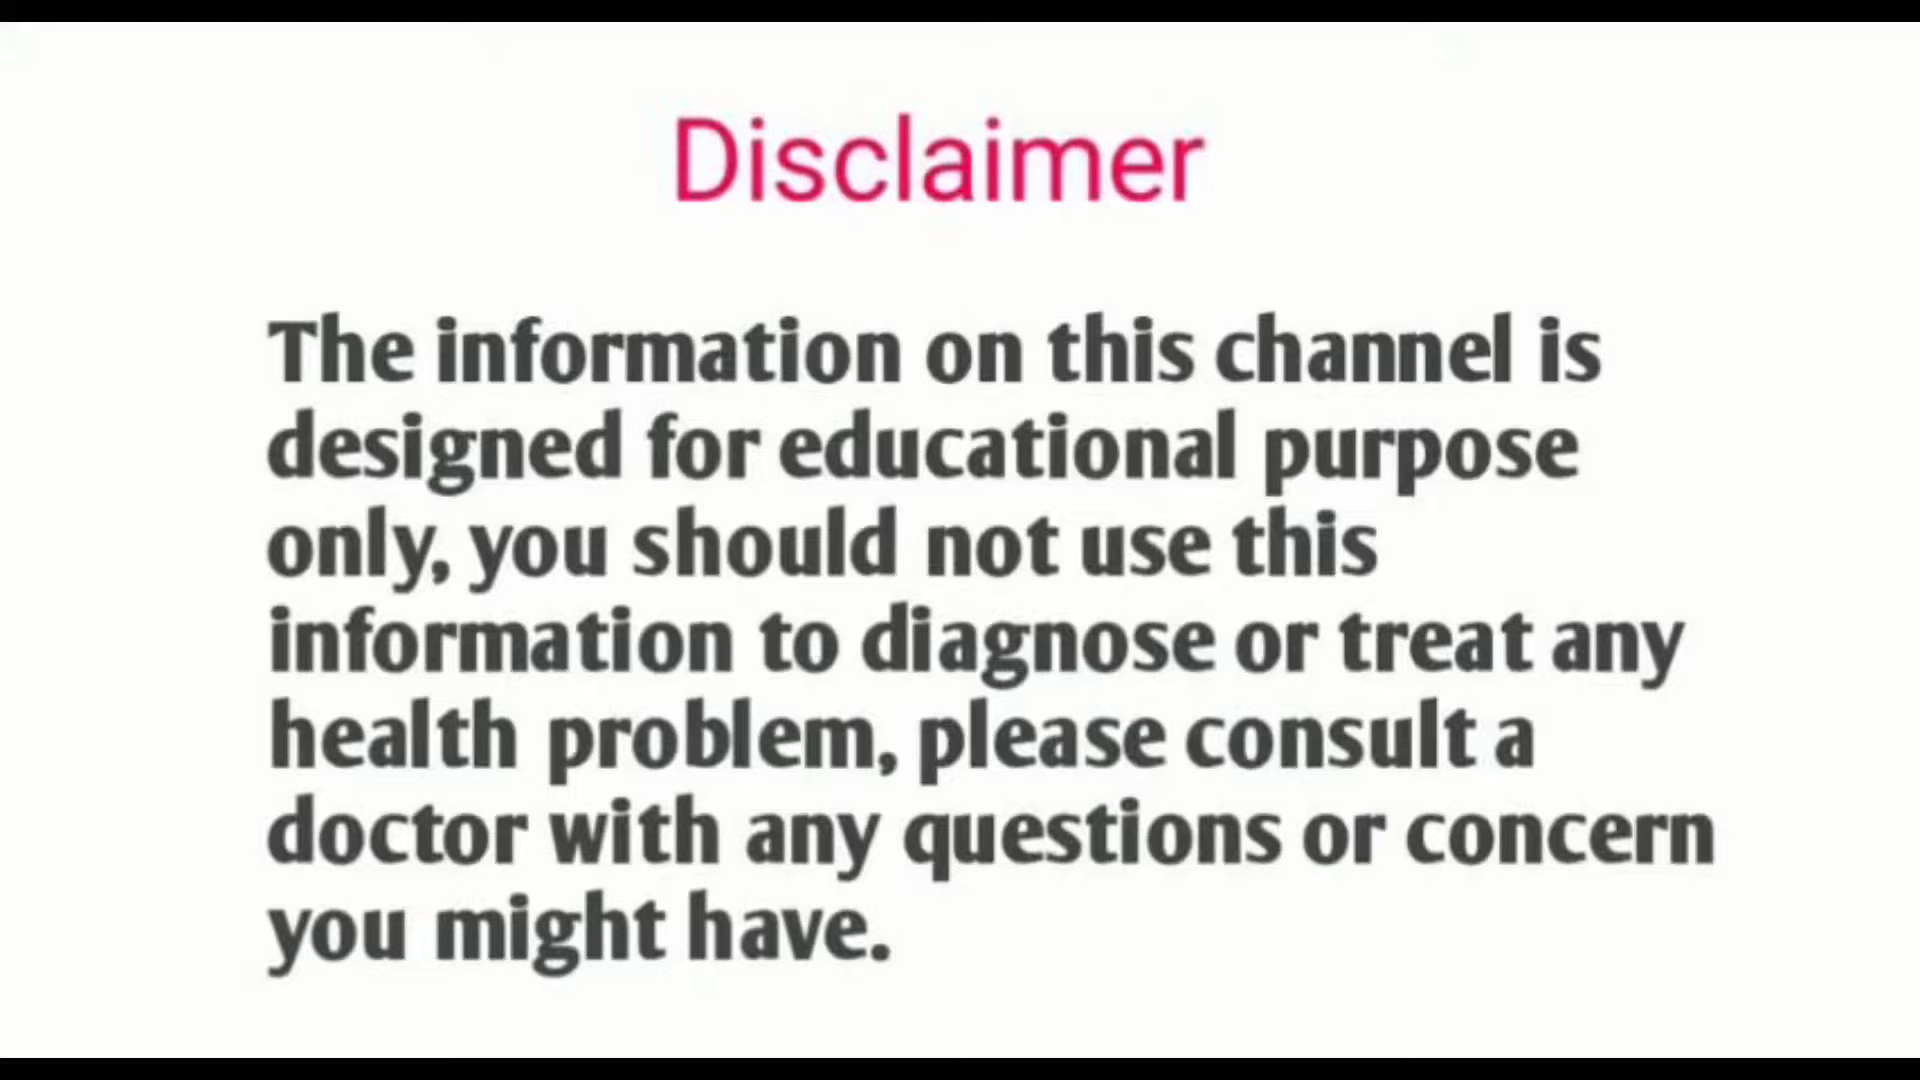 Disclaimer
The information on this channel is
designed for educational purpose
only, you should not use this
information to diagnose or treat any
health problem, please consult a
doctor with any questions or concern
you might have.